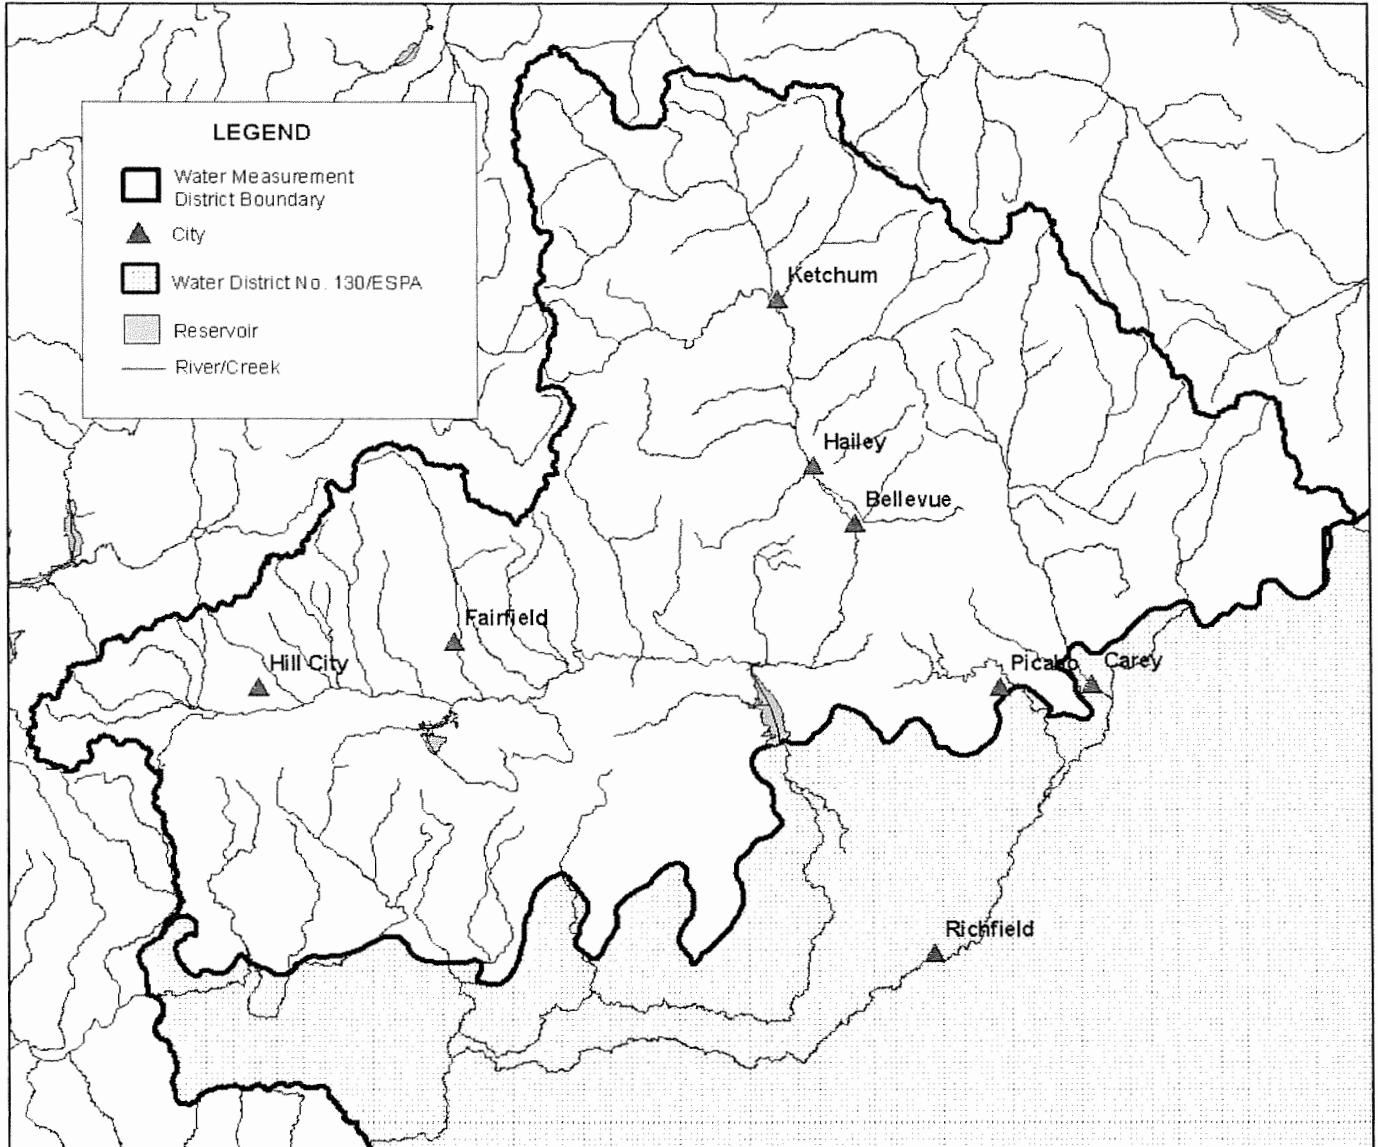 LEGEND
Water Measurement
District Boundary
City
Water District No. 130/ESPA
Reservoir
River/Creek
Ketchum
Hailey
Bellevue
Fairfield
Hill City
Picabo
Carey
Richfield